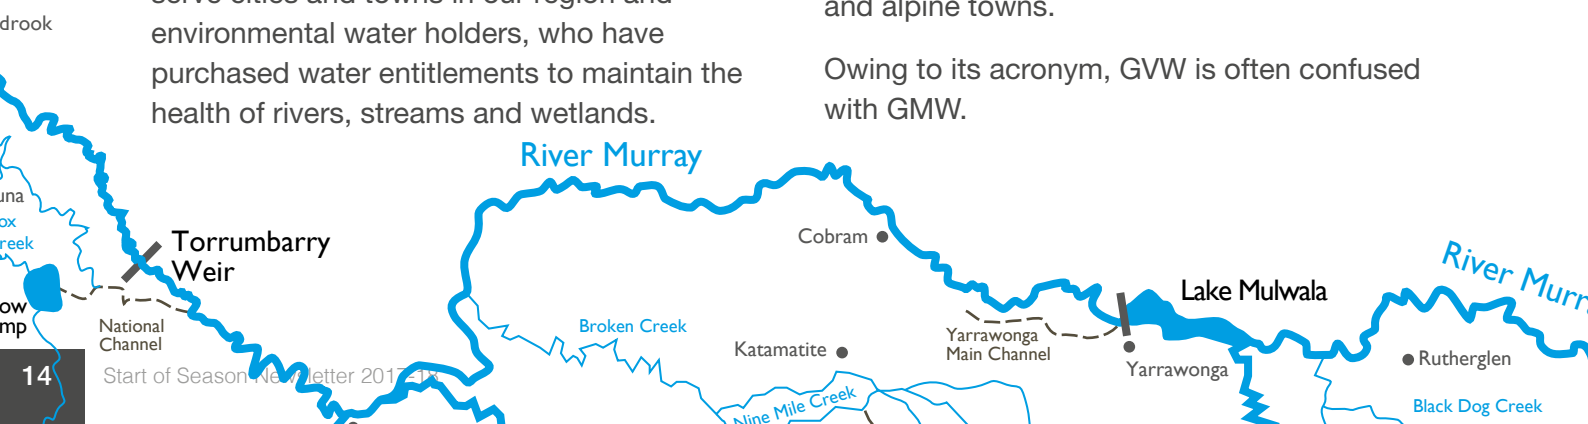 serve cities and towns in our region and
environmental water holders, who have
purchased water entitlements to maintain the
health of rivers, streams and wetlands.
and alpine towns.
Owing to its acronym, GVW is often confused
with GMW.
drook
River Murray
una
ox
reek
Torrumbarry
Weir
Cobram
River Murr
Lake Mulwala
ow
mp
National
Channel
Broken Creek
Katamatite
Yarrawonga
Main Channel
Yarrawonga
Rutherglen
14
Start of Season Newsletter 2017-18
Nine Mile Creek
Black Dog Creek